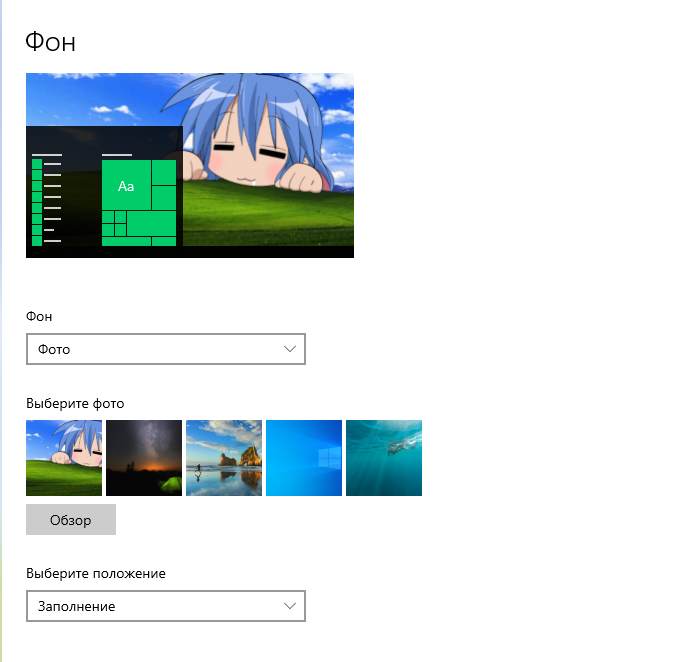 Фон
Aa
Фон
Фото
Выберите фото
Обзор
Выберите положение
Заполнение